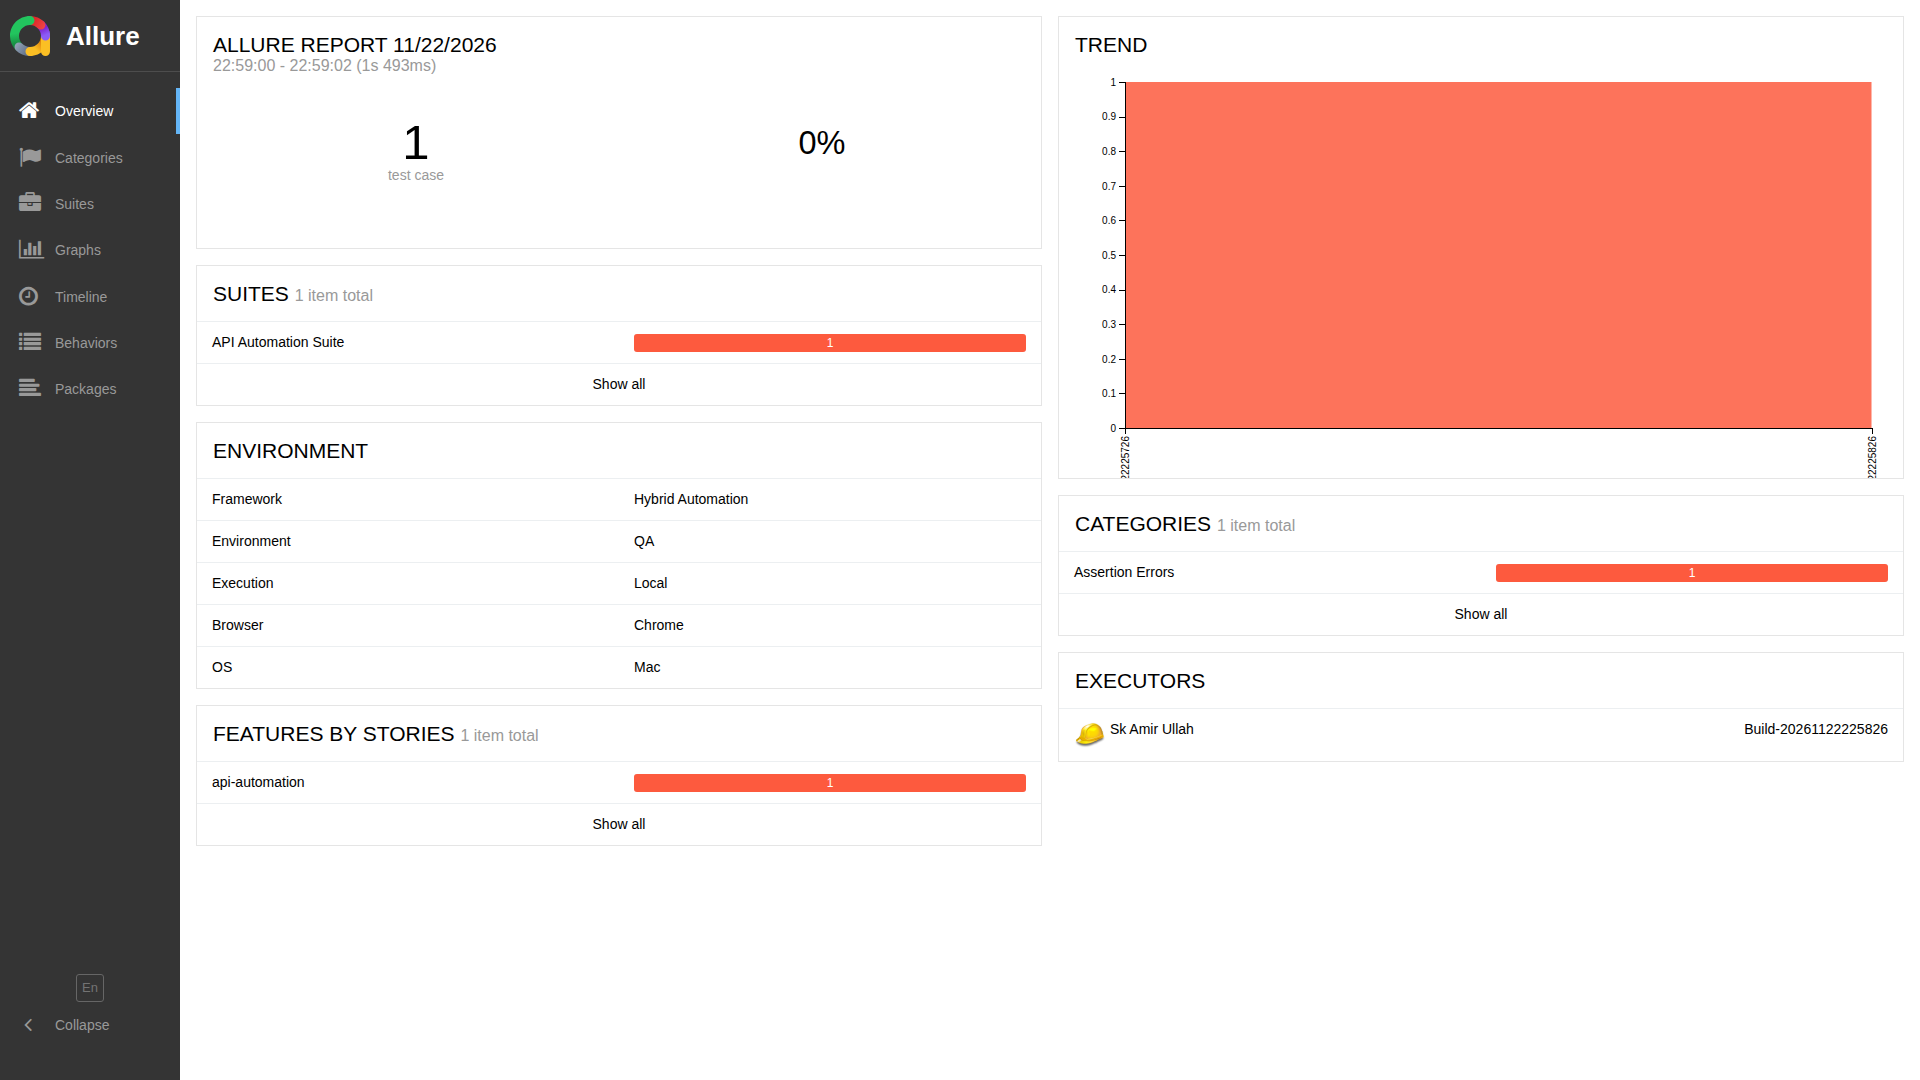 Allure
Overview
Categories
Suites
Graphs
Timeline
Behaviors
Packages
En
Collapse
ALLURE REPORT 11/22/2026
22:59:00 - 22:59:02 (1s 493ms)
1
test case
0%
SUITES 1 item total
API Automation Suite 1
Show all
ENVIRONMENT
Framework Hybrid Automation
Environment QA
Execution Local
Browser Chrome
OS Mac
FEATURES BY STORIES 1 item total
api-automation 1
Show all
TREND
1
0.9
0.8
0.7
0.6
0.5
0.4
0.3
0.2
0.1
0
22225726
22225826
CATEGORIES 1 item total
Assertion Errors 1
Show all
EXECUTORS
Sk Amir Ullah Build-20261122225826